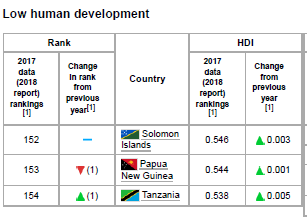 Low human development
Rank
HDI
2017
data
(2018
report)
rankings
[1]
Change
in rank
from
previous
year[1]
Country
2017
data
(2018
report)
rankings
[1]
Change
from
previous
year [1]
152
–
Solomon
Islands
0.546
▲ 0.003
153
▼ (1)
Papua
New Guinea
0.544
▲ 0.001
154
▲ (1)
Tanzania
0.538
▲ 0.005